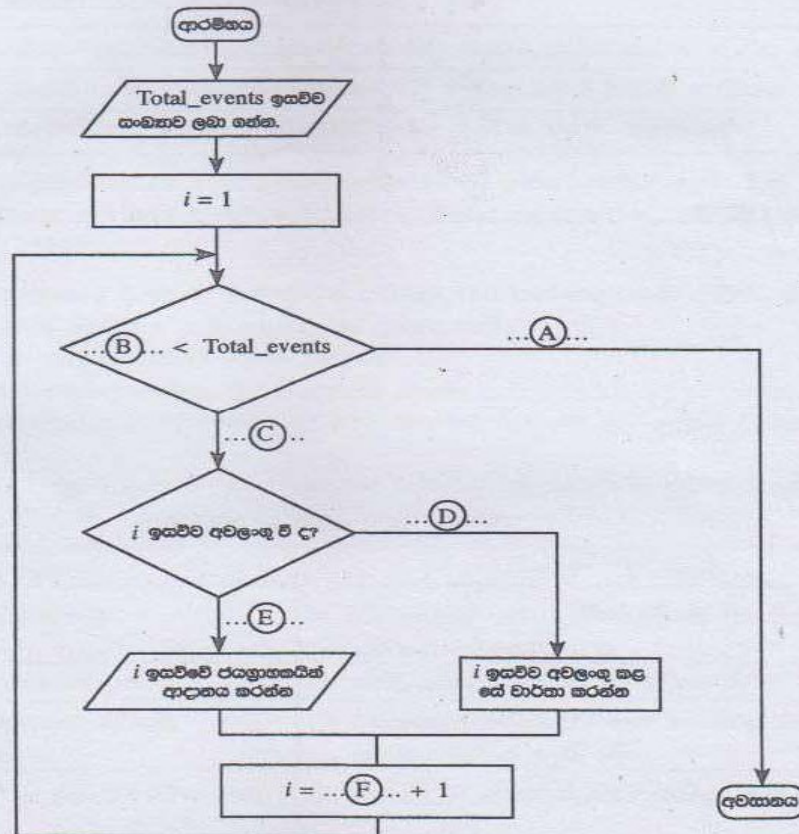 ආරම්භය
Total_events ඉසව්ව
සංඛ්‍යාව ලබා ගන්න.
i = 1
...Ⓑ... < Total_events
...Ⓐ...
...Ⓒ...
i ඉසව්ව අවලංගු වී ද?
...Ⓓ...
...Ⓔ...
i ඉසව්වේ ජයග්‍රාහකයින්
ආදානය කරන්න
i ඉසව්ව අවලංගු කළ
සේ වාර්තා කරන්න
i = ...Ⓕ... + 1
අවසානය